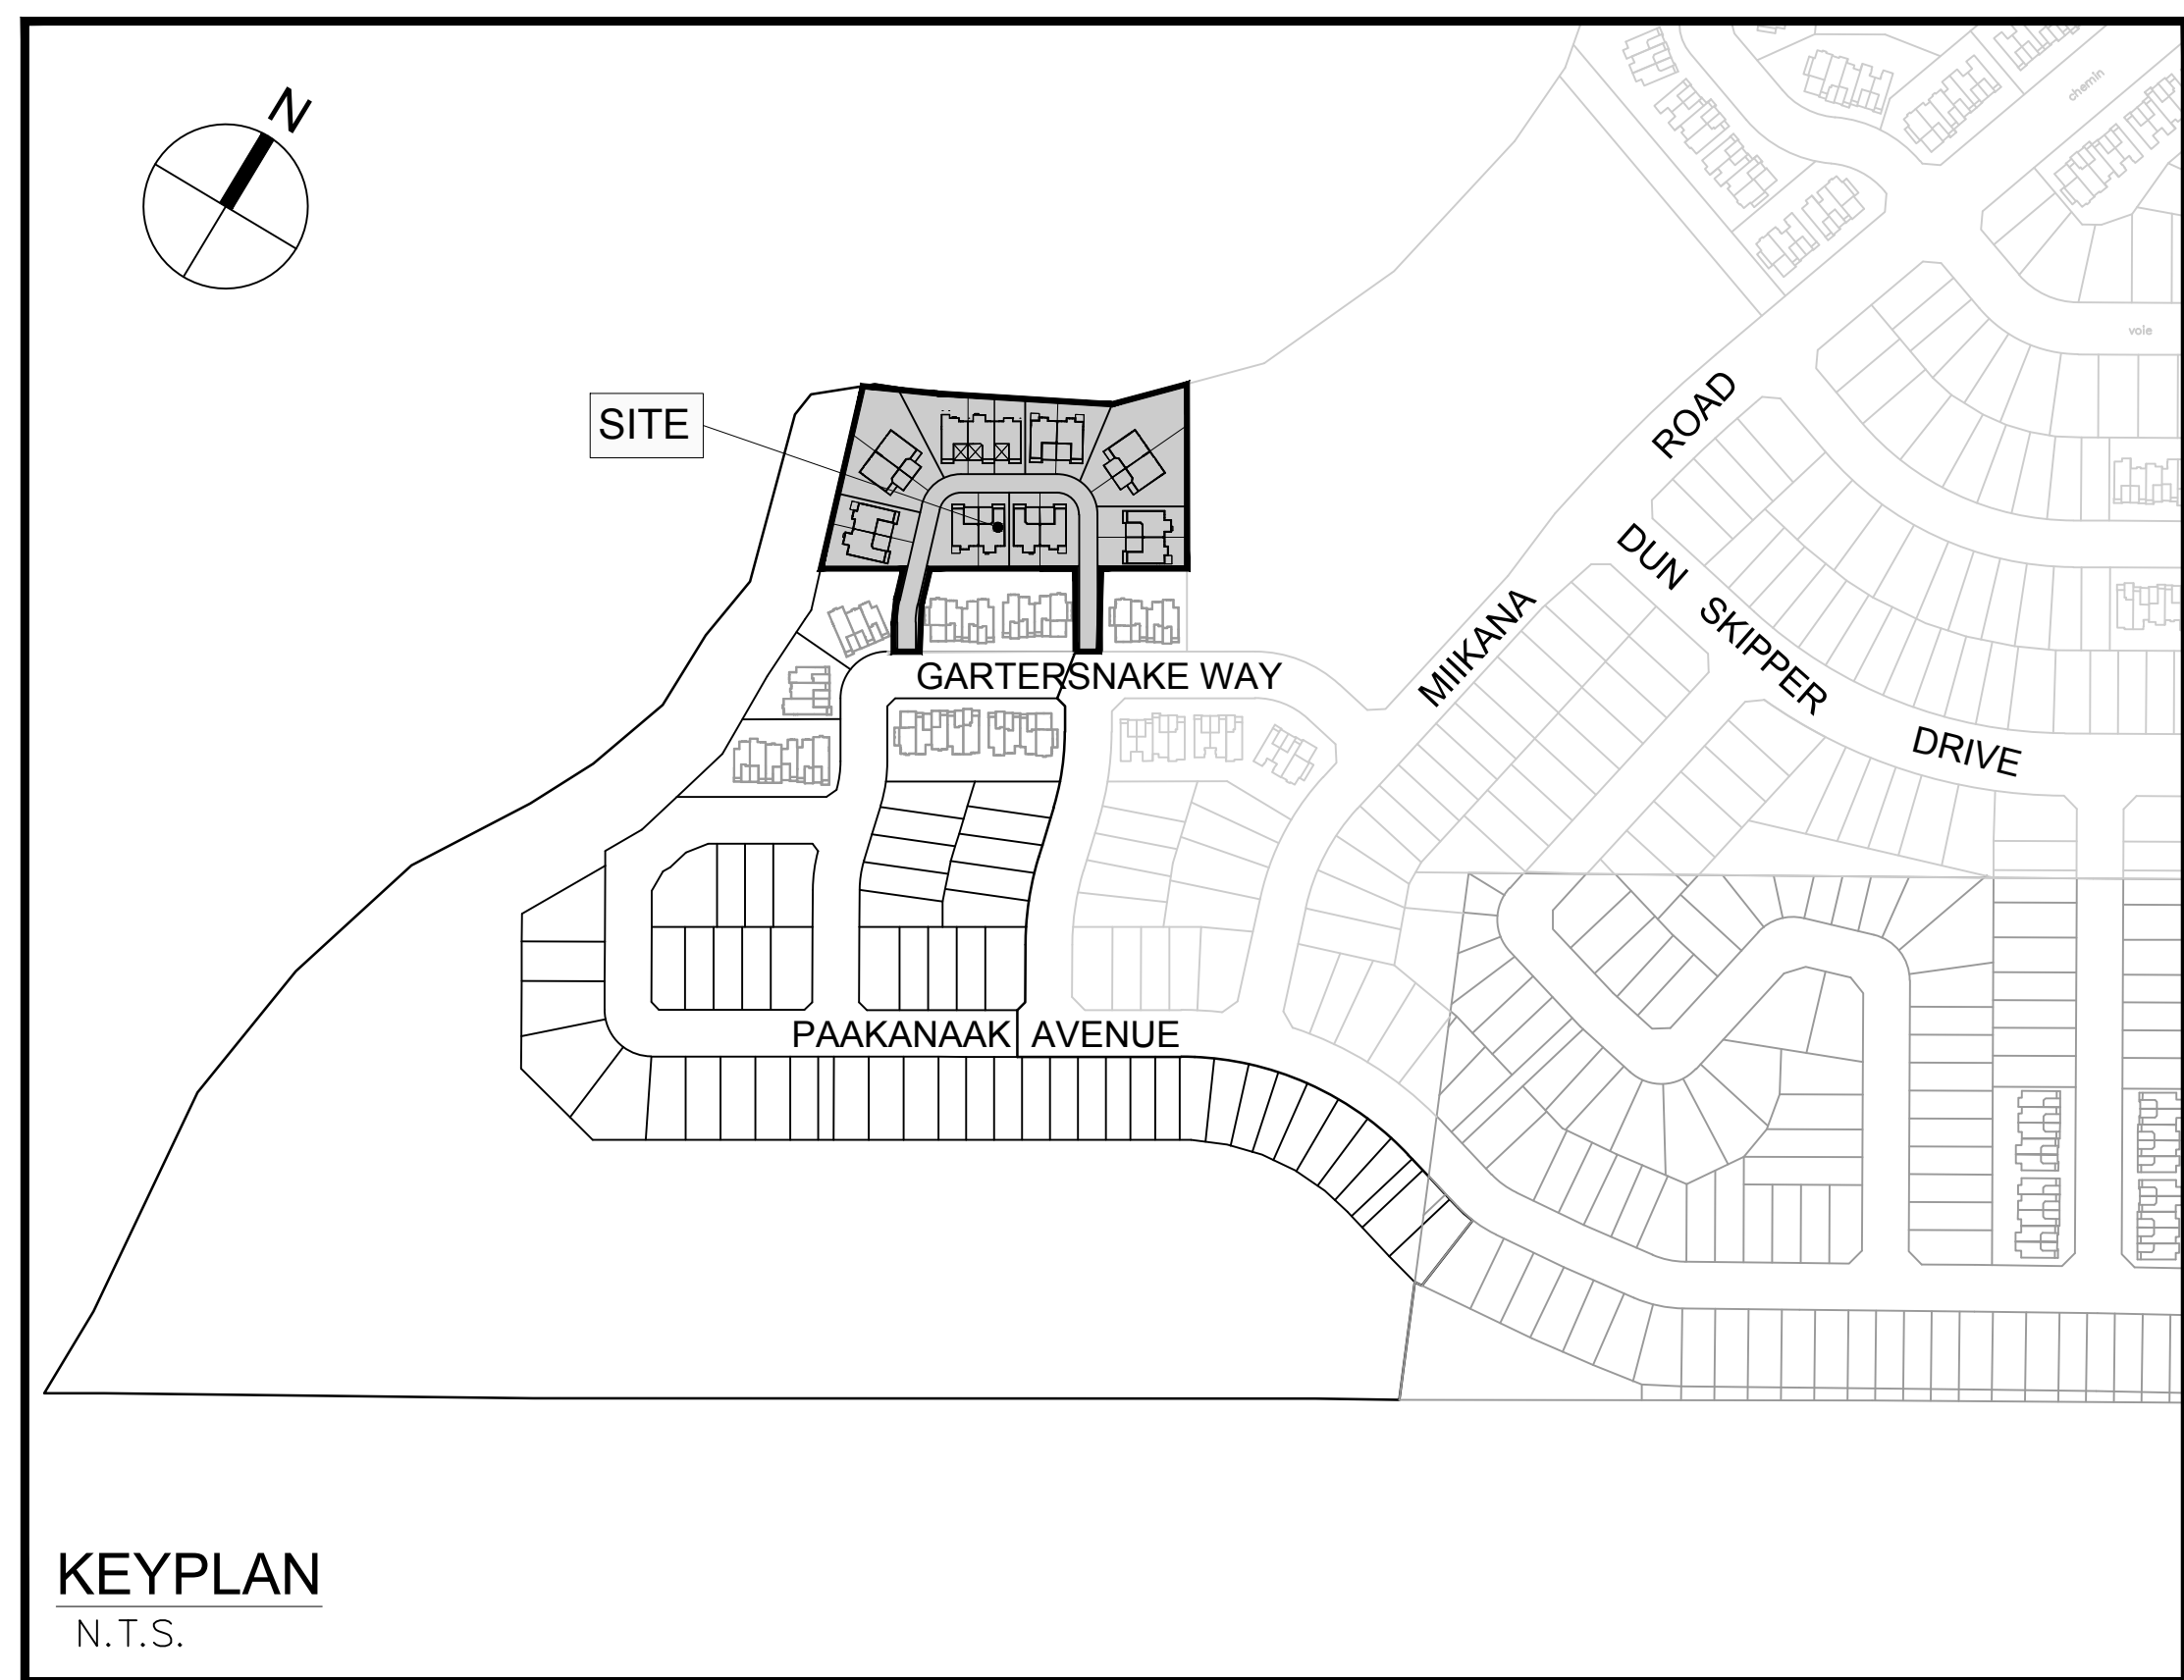 N
chemin
voie
SITE
ROAD
MIIKANA
DUN SKIPPER
DRIVE
GARTERSNAKE WAY
PAAKANAAK AVENUE
KEYPLAN
N.T.S.